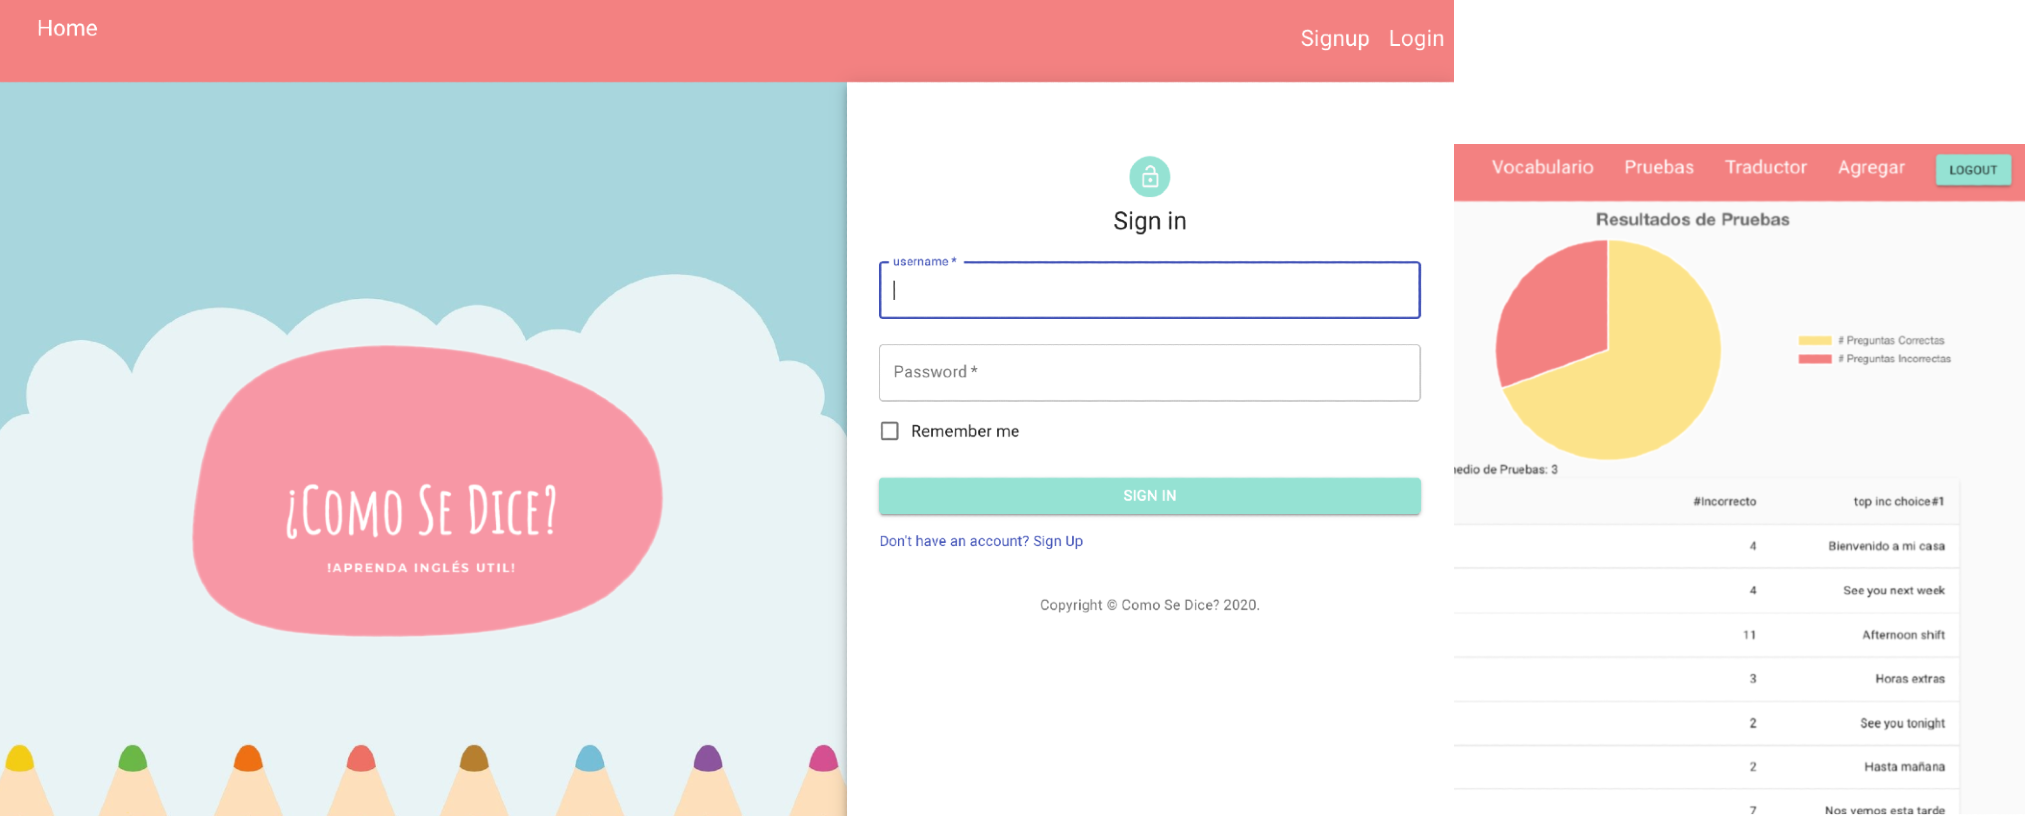 Home
Signup Login
¿Como Se Dice?
!APRENDA INGLÉS UTIL!
Sign in
username *
Password *
Remember me
SIGN IN
Don't have an account? Sign Up
Copyright © Como Se Dice? 2020.
Vocabulario Pruebas Traductor Agregar LOGOUT
Resultados de Pruebas
# Preguntas Correctas
# Preguntas Incorrectas
edio de Pruebas: 3
#Incorrecto top inc choice#1
4 Bienvenido a mi casa
4 See you next week
11 Afternoon shift
3 Horas extras
2 See you tonight
2 Hasta mañana
7 Nos vemos esta tarde